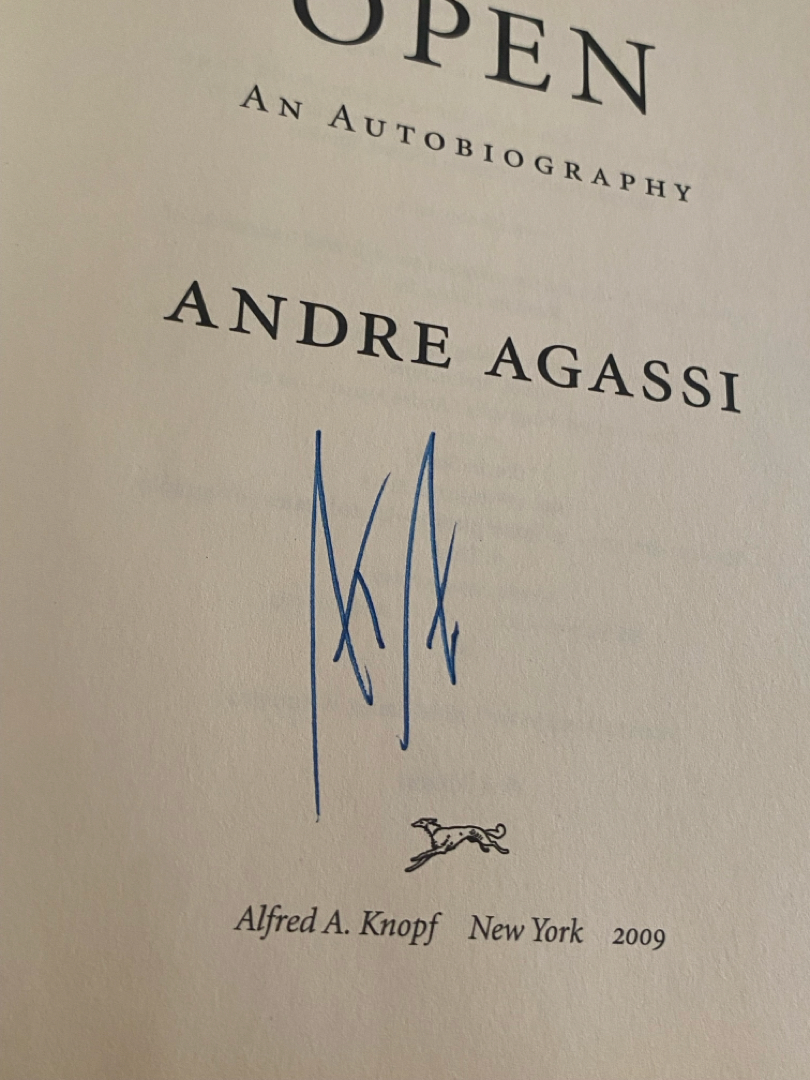 OPEN
AN AUTOBIOGRAPHY
ANDRE AGASSI
Alfred A. Knopf New York 2009